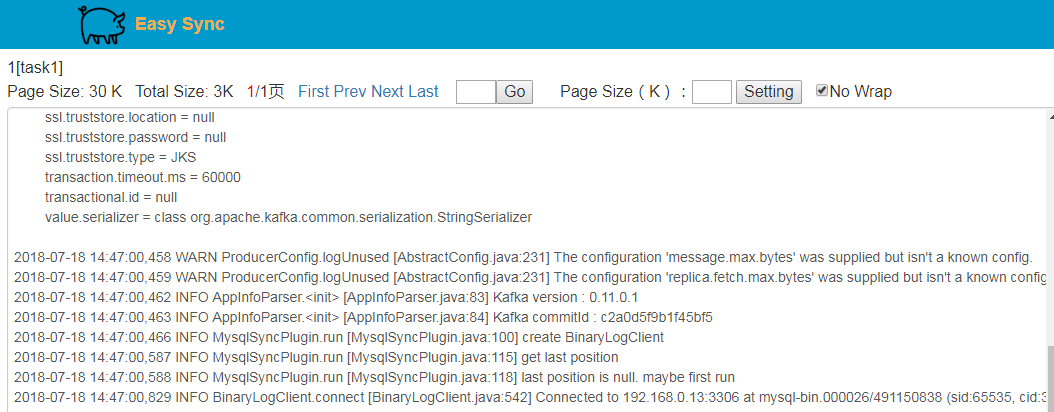 Easy Sync
1[task1]
Page Size: 30 K Total Size: 3K 1/1页 First Prev Next Last Go Page Size ( K ) : Setting No Wrap
ssl.truststore.location = null
ssl.truststore.password = null
ssl.truststore.type = JKS
transaction.timeout.ms = 60000
transactional.id = null
value.serializer = class org.apache.kafka.common.serialization.StringSerializer
2018-07-18 14:47:00,458 WARN ProducerConfig.logUnused [AbstractConfig.java:231] The configuration 'message.max.bytes' was supplied but isn't a known config.
2018-07-18 14:47:00,459 WARN ProducerConfig.logUnused [AbstractConfig.java:231] The configuration 'replica.fetch.max.bytes' was supplied but isn't a known config
2018-07-18 14:47:00,462 INFO AppInfoParser.<init> [AppInfoParser.java:83] Kafka version : 0.11.0.1
2018-07-18 14:47:00,463 INFO AppInfoParser.<init> [AppInfoParser.java:84] Kafka commitId : c2a0d5f9b1f45bf5
2018-07-18 14:47:00,466 INFO MysqlSyncPlugin.run [MysqlSyncPlugin.java:100] create BinaryLogClient
2018-07-18 14:47:00,587 INFO MysqlSyncPlugin.run [MysqlSyncPlugin.java:115] get last position
2018-07-18 14:47:00,588 INFO MysqlSyncPlugin.run [MysqlSyncPlugin.java:118] last position is null. maybe first run
2018-07-18 14:47:00,829 INFO BinaryLogClient.connect [BinaryLogClient.java:542] Connected to 192.168.0.13:3306 at mysql-bin.000026/491150838 (sid:65535, cid:3